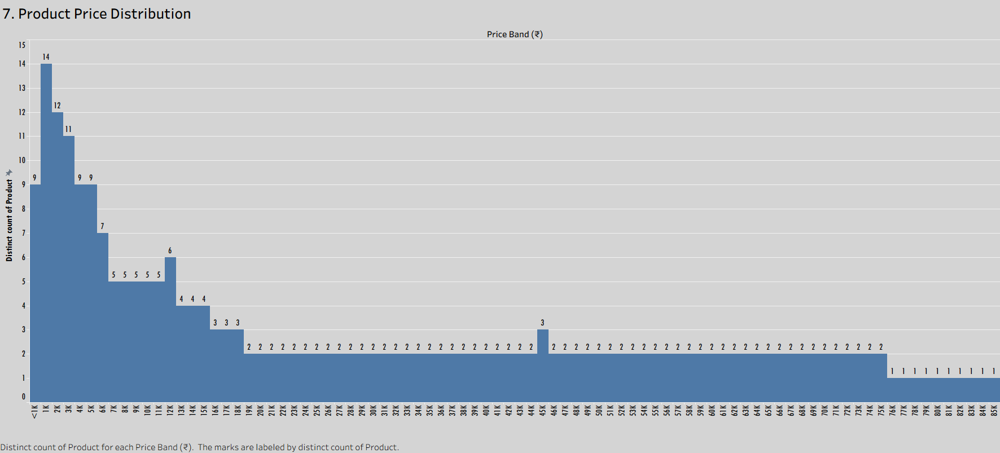 7. Product Price Distribution
Price Band (₹)
15
14
13
12
11
10
9
8
7
6
5
4
3
2
1
0
Distinct count of Product
9 14 12 11 9 9 7 5 5 5 5 5 6 4 4 4 3 3 3 2 2 2 2 2 2 2 2 2 2 2 2 2 2 2 2 2 2 2 2 2 2 2 2 2 2 3 2 2 2 2 2 2 2 2 2 2 2 2 2 2 2 2 2 2 2 2 2 2 2 2 2 2 2 2 2 2 1 1 1 1 1 1 1 1 1 1
<1K 1K 2K 3K 4K 5K 6K 7K 8K 9K 10K 11K 12K 13K 14K 15K 16K 17K 18K 19K 20K 21K 22K 23K 24K 25K 26K 27K 28K 29K 30K 31K 32K 33K 34K 35K 36K 37K 38K 39K 40K 41K 42K 43K 44K 45K 46K 47K 48K 49K 50K 51K 52K 53K 54K 55K 56K 57K 58K 59K 60K 61K 62K 63K 64K 65K 66K 67K 68K 69K 70K 71K 72K 73K 74K 75K 76K 77K 78K 79K 80K 81K 82K 83K 84K 85K
Distinct count of Product for each Price Band (₹). The marks are labeled by distinct count of Product.